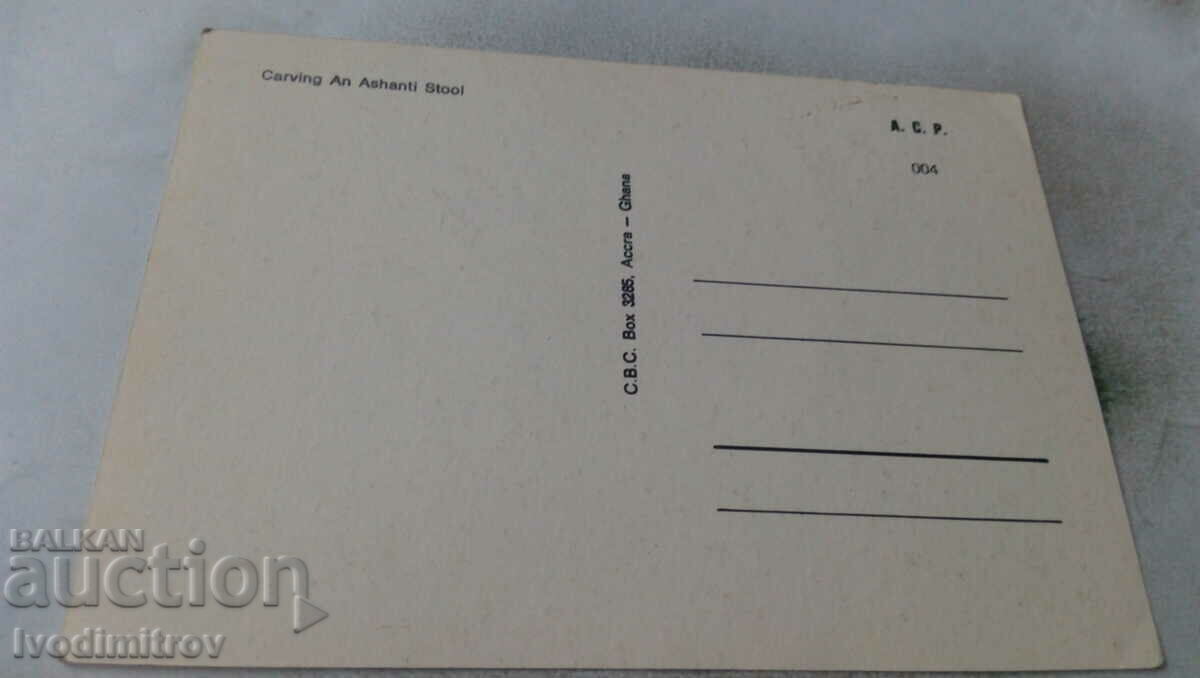 Carving An Ashanti Stool
A. C. P.
004
C.B.C. Box 3265, Accra – Ghana
BALKAN
auction
Ivodimitrov